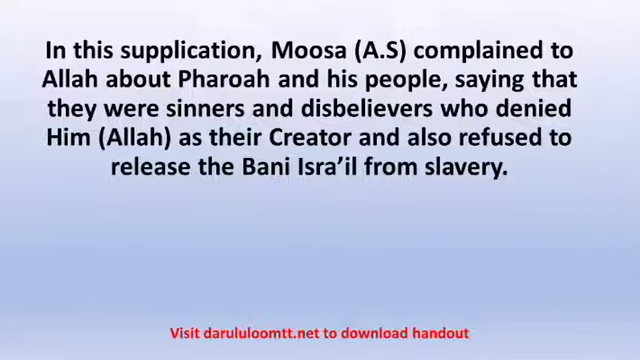 In this supplication, Moosa (A.S) complained to
Allah about Pharoah and his people, saying that
they were sinners and disbelievers who denied
Him (Allah) as their Creator and also refused to
release the Bani Isra’il from slavery.
Visit darululoomtt.net to download handout